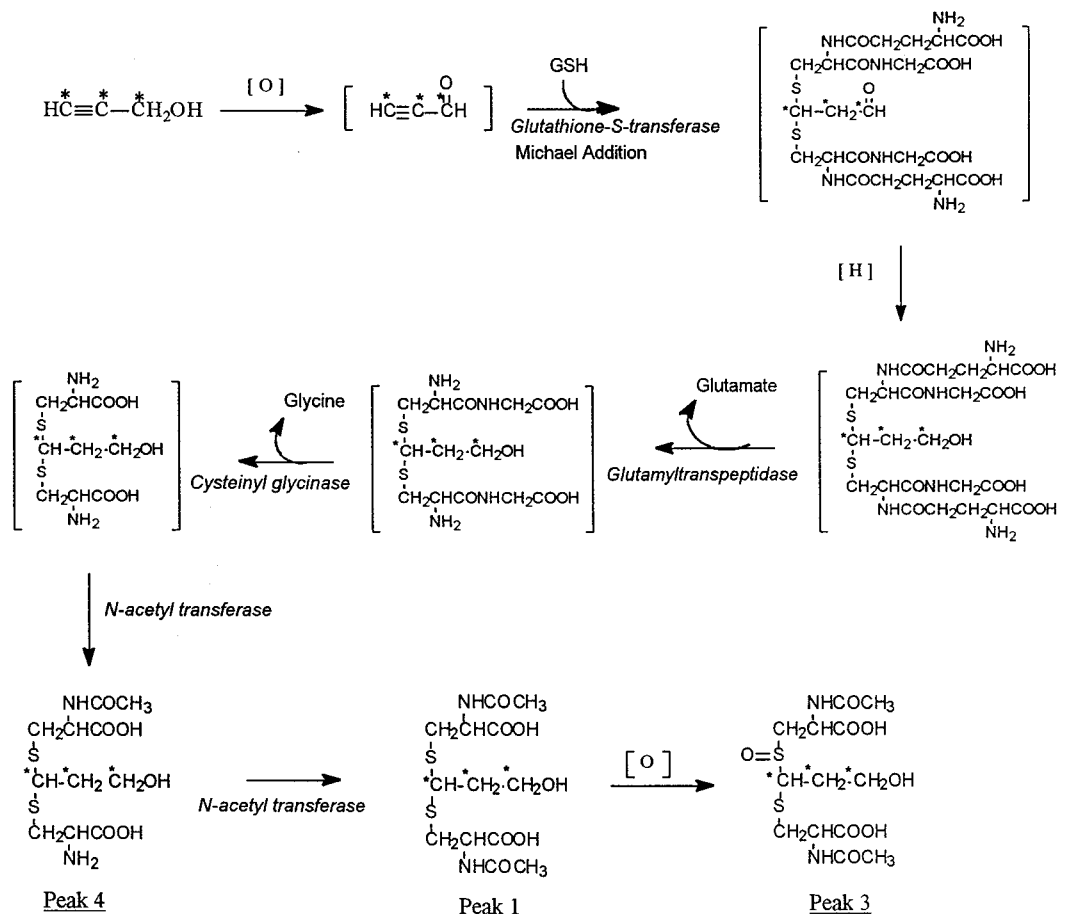 HC≡C–CH₂OH
* * *
[ O ]
[ HC≡C–CH ]
O
* * *
GSH
Glutathione-S-transferase
Michael Addition
NH₂
NHCOCH₂CH₂CHCOOH
CH₂CHCONHCH₂COOH
S
O
*CH-CH₂-CH
* *
S
CH₂CHCONHCH₂COOH
NHCOCH₂CH₂CHCOOH
NH₂
[ H ]
NH₂
CH₂CHCOOH
S
*CH-CH₂-CH₂OH
* *
S
CH₂CHCOOH
NH₂
Glycine
Cysteinyl glycinase
NH₂
CH₂CHCONHCH₂COOH
S
*CH-CH₂-CH₂OH
* *
S
CH₂CHCONHCH₂COOH
NH₂
Glutamate
Glutamyltranspeptidase
NH₂
NHCOCH₂CH₂CHCOOH
CH₂CHCONHCH₂COOH
S
*CH-CH₂-CH₂OH
* *
S
CH₂CHCONHCH₂COOH
NHCOCH₂CH₂CHCOOH
NH₂
N-acetyl transferase
NHCOCH₃
CH₂CHCOOH
S
*CH-CH₂ CH₂OH
* *
S
CH₂CHCOOH
NH₂
Peak 4
N-acetyl transferase
NHCOCH₃
CH₂CHCOOH
S
*CH-CH₂-CH₂OH
* *
S
CH₂CHCOOH
NHCOCH₃
Peak 1
[ O ]
NHCOCH₃
CH₂CHCOOH
O=S
*CH-CH₂-CH₂OH
* *
S
CH₂CHCOOH
NHCOCH₃
Peak 3